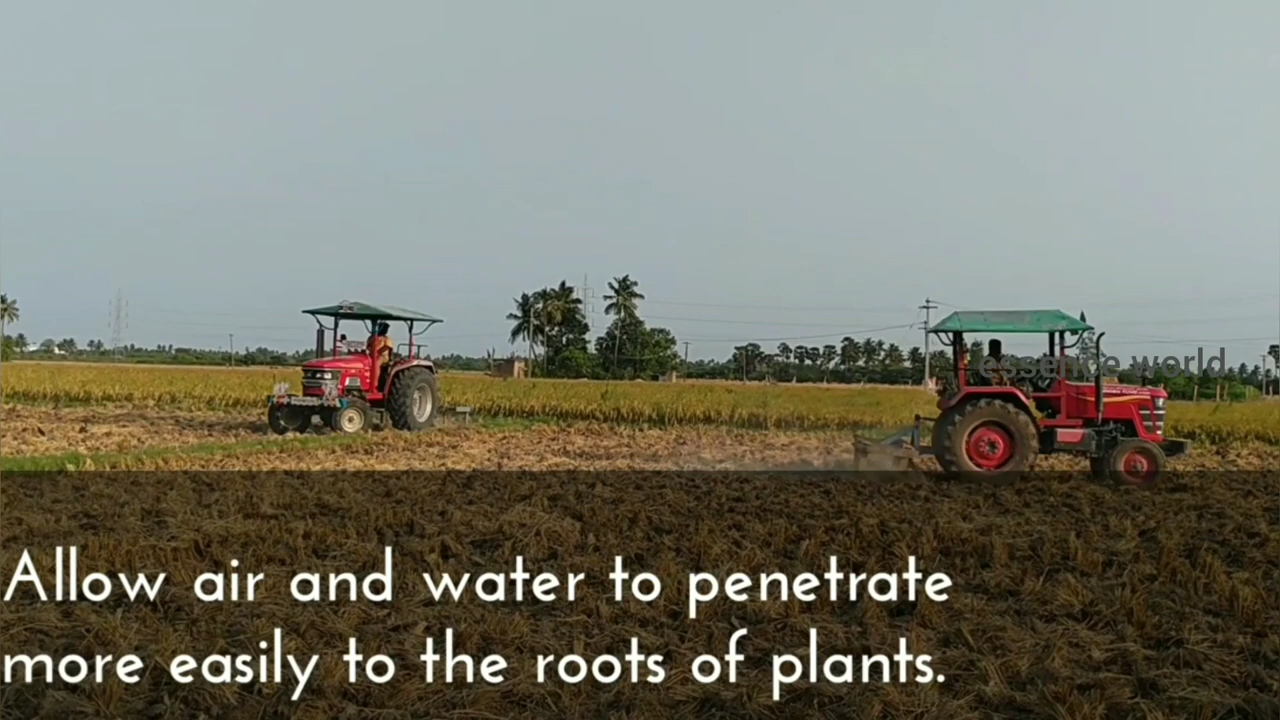 essence world
Allow air and water to penetrate
more easily to the roots of plants.